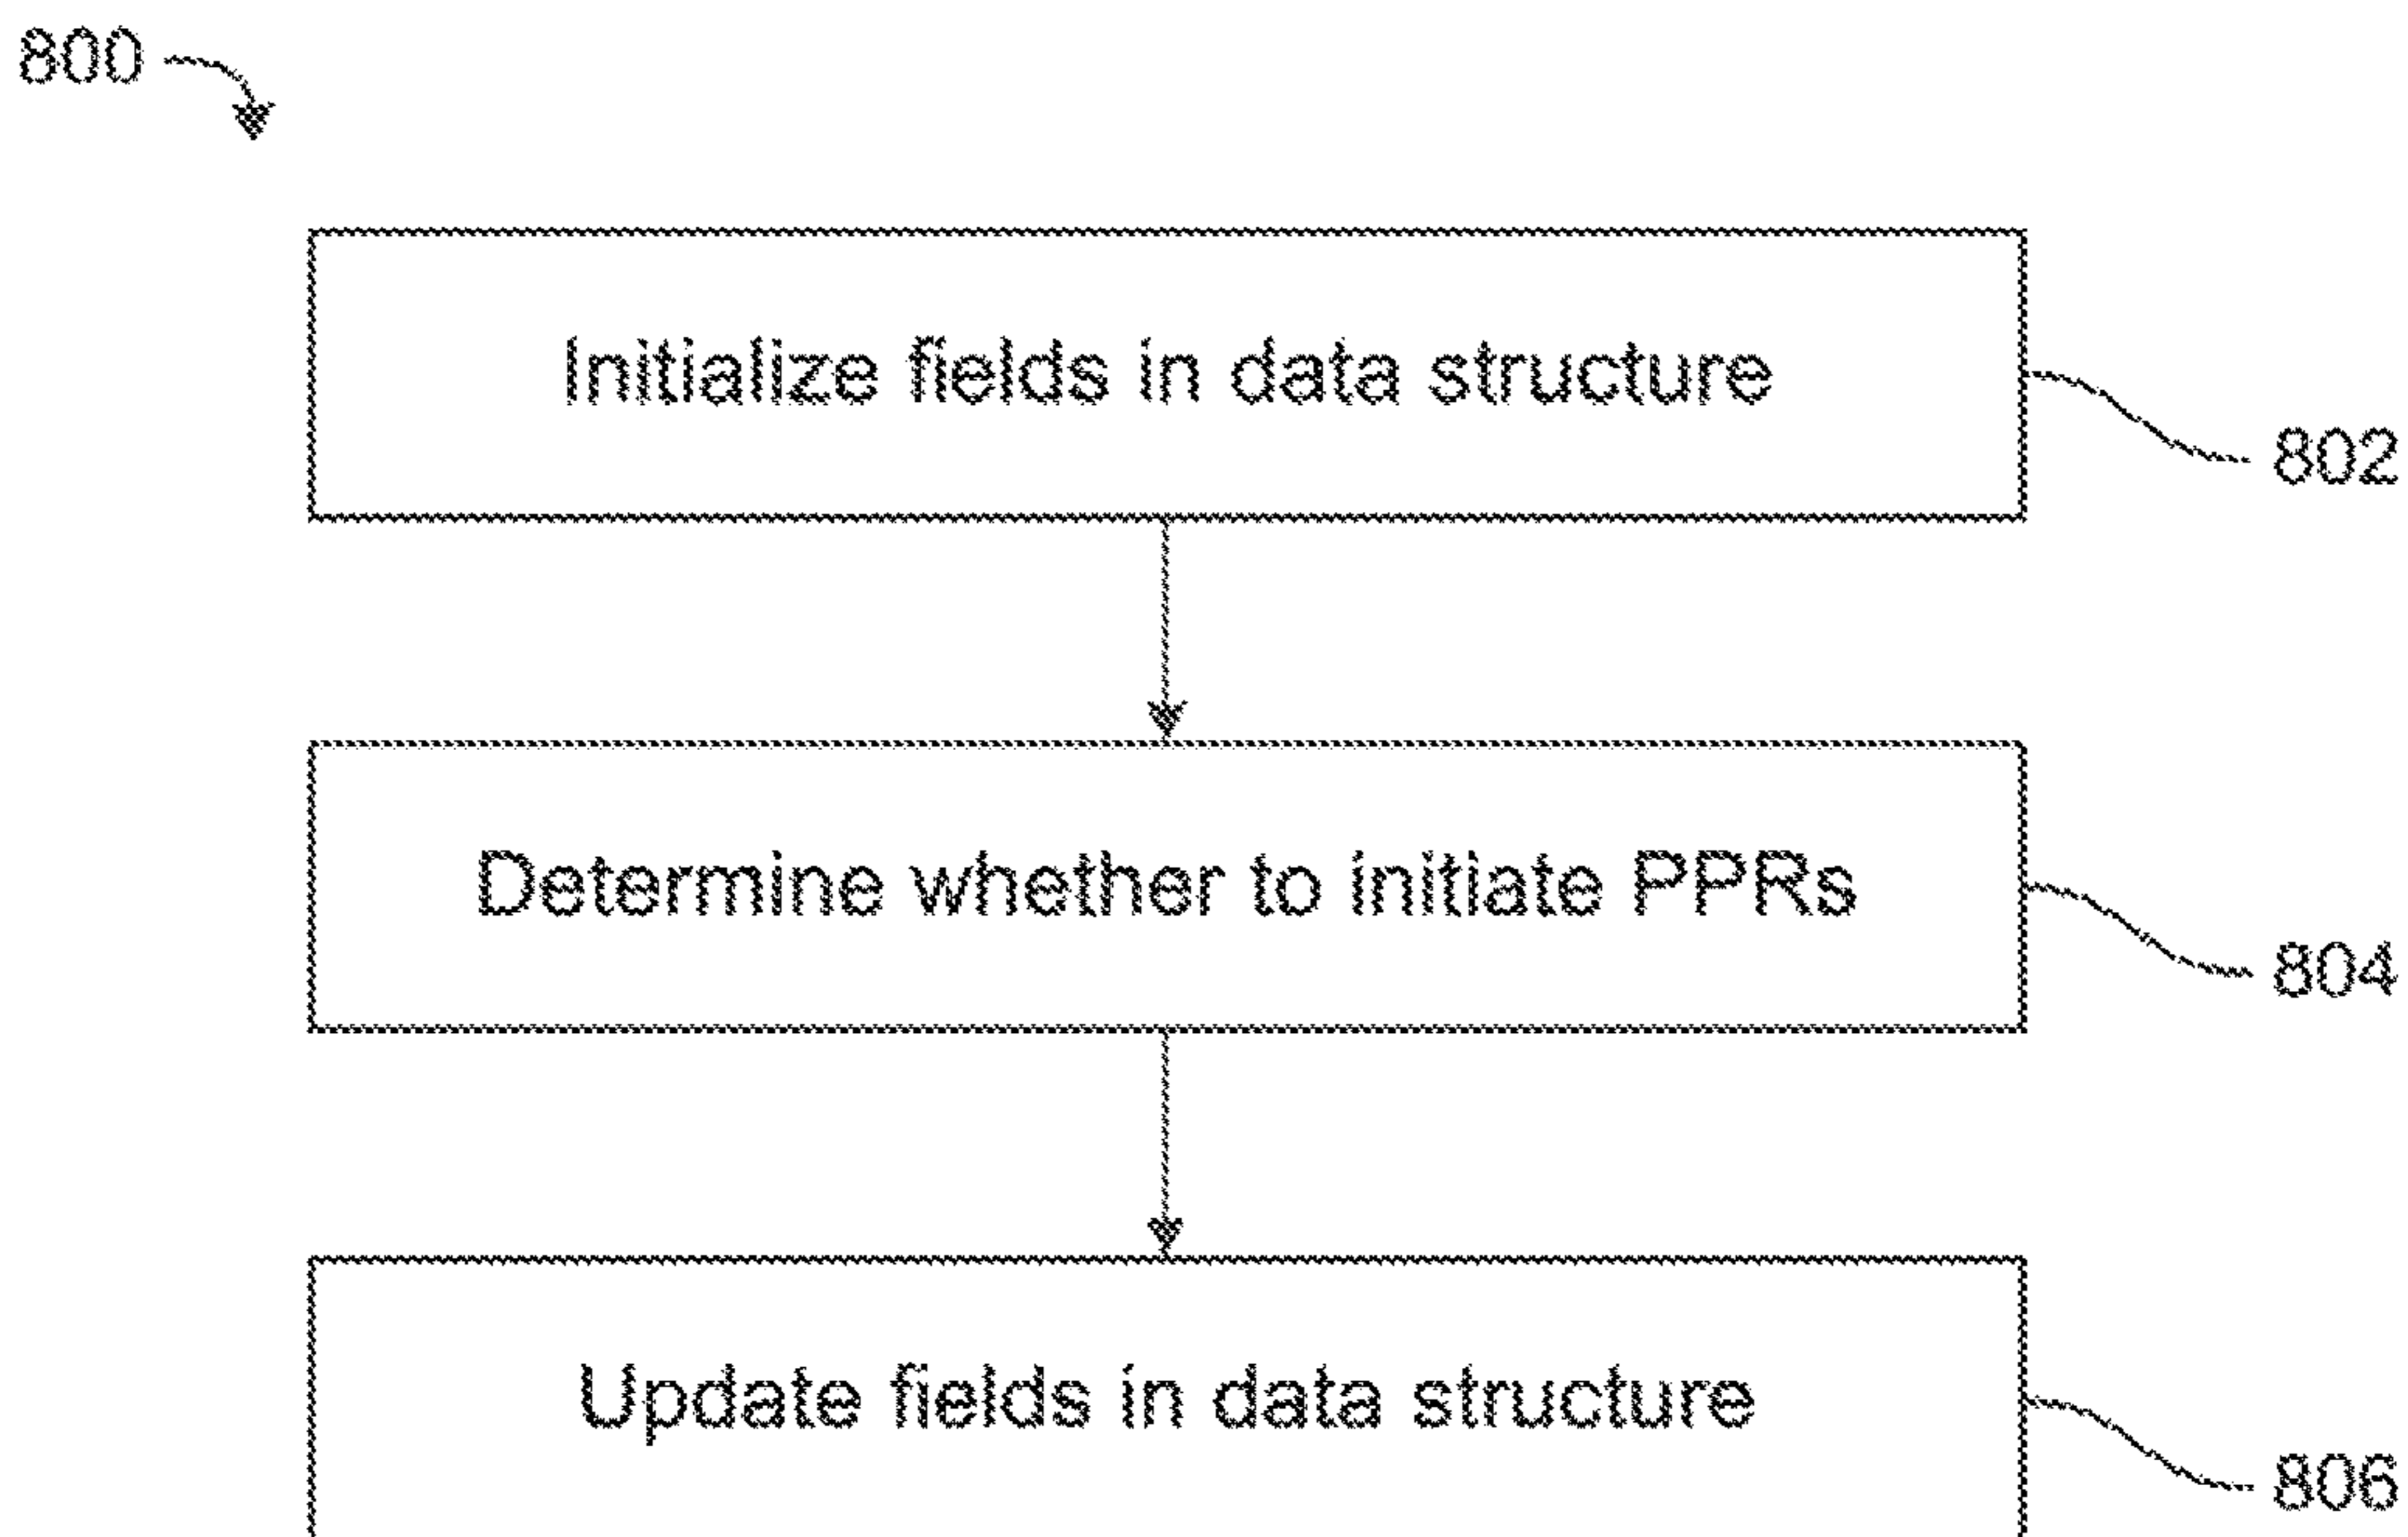 800
Initialize fields in data structure
802
Determine whether to initiate PPRs
804
Update fields in data structure
806